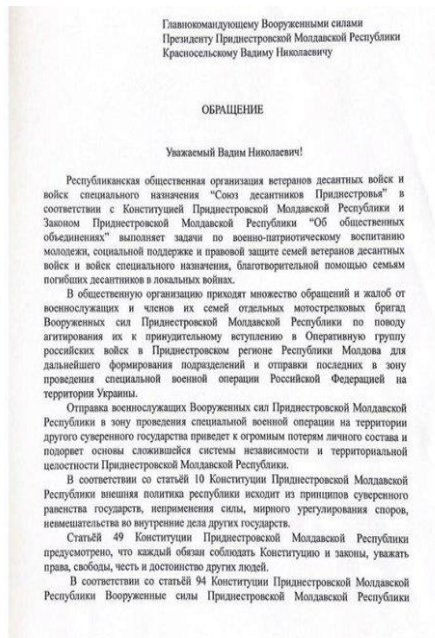 Главнокомандующему Вооруженными силами
Президенту Приднестровской Молдавской Республики
Красносельскому Вадиму Николаевичу
ОБРАЩЕНИЕ
Уважаемый Вадим Николаевич!
Республиканская общественная организация ветеранов десантных войск и
войск специального назначения “Союз десантников Приднестровья” в
соответствии с Конституцией Приднестровской Молдавской Республики и
Законом Приднестровской Молдавской Республики “Об общественных
объединениях” выполняет задачи по военно-патриотическому воспитанию
молодежи, социальной поддержке и правовой защите семей ветеранов десантных
войск и войск специального назначения, благотворительной помощью семьям
погибших десантников в локальных войнах.
В общественную организацию приходят множество обращений и жалоб от
военнослужащих и членов их семей отдельных мотострелковых бригад
Вооруженных сил Приднестровской Молдавской Республики по поводу
агитирования их к принудительному вступлению в Оперативную группу
российских войск в Приднестровском регионе Республики Молдова для
дальнейшего формирования подразделений и отправки последних в зону
проведения специальной военной операции Российской Федерацией на
территории Украины.
Отправка военнослужащих Вооруженных сил Приднестровской Молдавской
Республики в зону проведения специальной военной операции на территории
другого суверенного государства приведет к огромным потерям личного состава и
подорвет основы сложившейся системы независимости и территориальной
целостности Приднестровской Молдавской Республики.
В соответствии со статьёй 10 Конституции Приднестровской Молдавской
Республики внешняя политика республики исходит из принципов суверенного
равенства государств, неприменения силы, мирного урегулирования споров,
невмешательства во внутренние дела других государств.
Статьёй 49 Конституции Приднестровской Молдавской Республики
предусмотрено, что каждый обязан соблюдать Конституцию и законы, уважать
права, свободы, честь и достоинство других людей.
В соответствии со статьёй 94 Конституции Приднестровской Молдавской
Республики Вооруженные силы Приднестровской Молдавской Республики